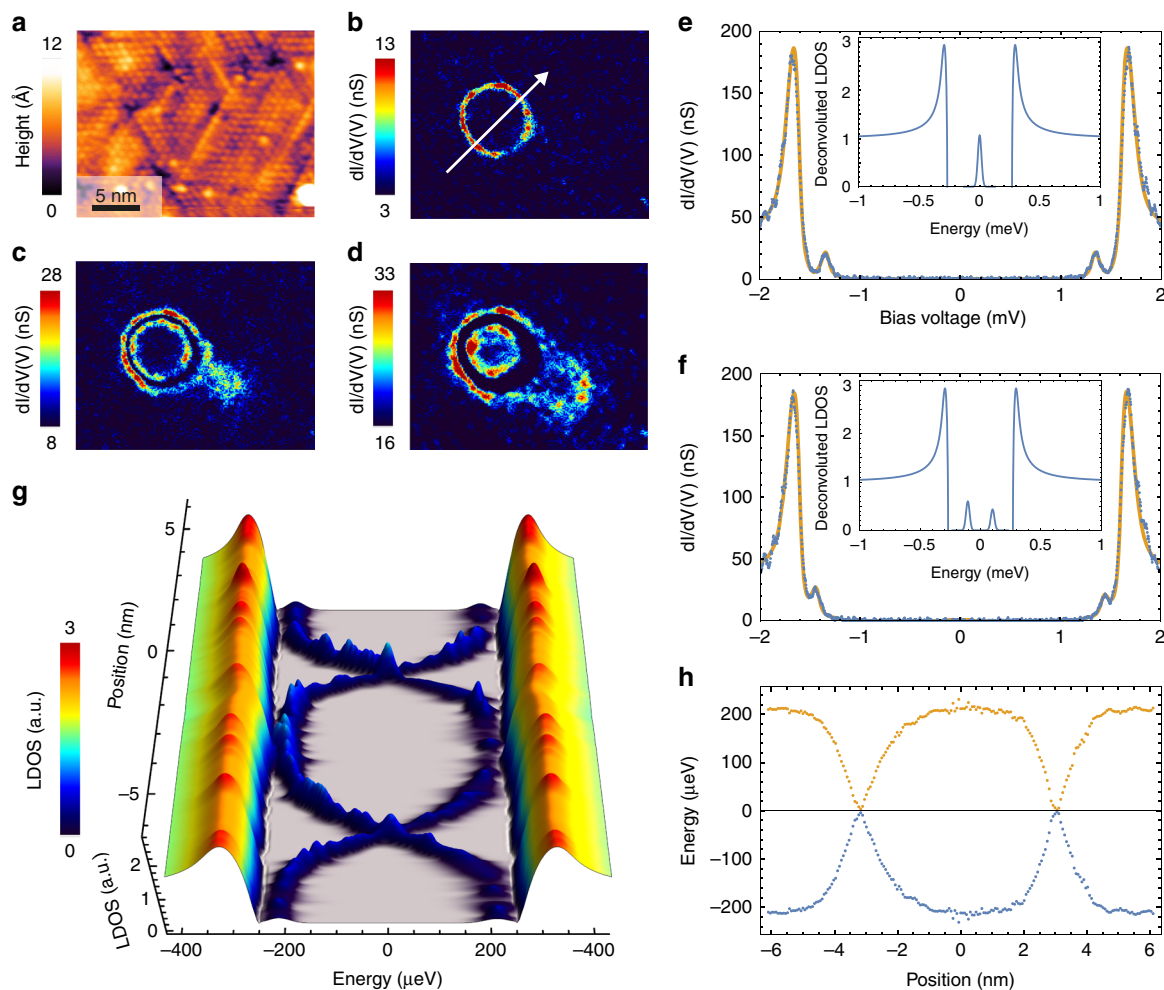 a
12
Height (Å)
0
5 nm
b
13
dI/dV(V) (nS)
3
c
28
dI/dV(V) (nS)
8
d
33
dI/dV(V) (nS)
16
e
200
150
100
50
0
dI/dV(V) (nS)
−2 −1 0 1 2
Bias voltage (mV)
3
2
1
0
Deconvoluted LDOS
−1 −0.5 0 0.5 1
Energy (meV)
f
200
150
100
50
0
dI/dV(V) (nS)
−2 −1 0 1 2
3
2
1
0
Deconvoluted LDOS
−1 −0.5 0 0.5 1
Energy (meV)
g
3
LDOS (a.u.)
0
5
0
−5
Position (nm)
2
1
0
LDOS (a.u.)
−400 −200 0 200 400
Energy (µeV)
h
200
100
0
−100
−200
Energy (µeV)
−6 −4 −2 0 2 4 6
Position (nm)